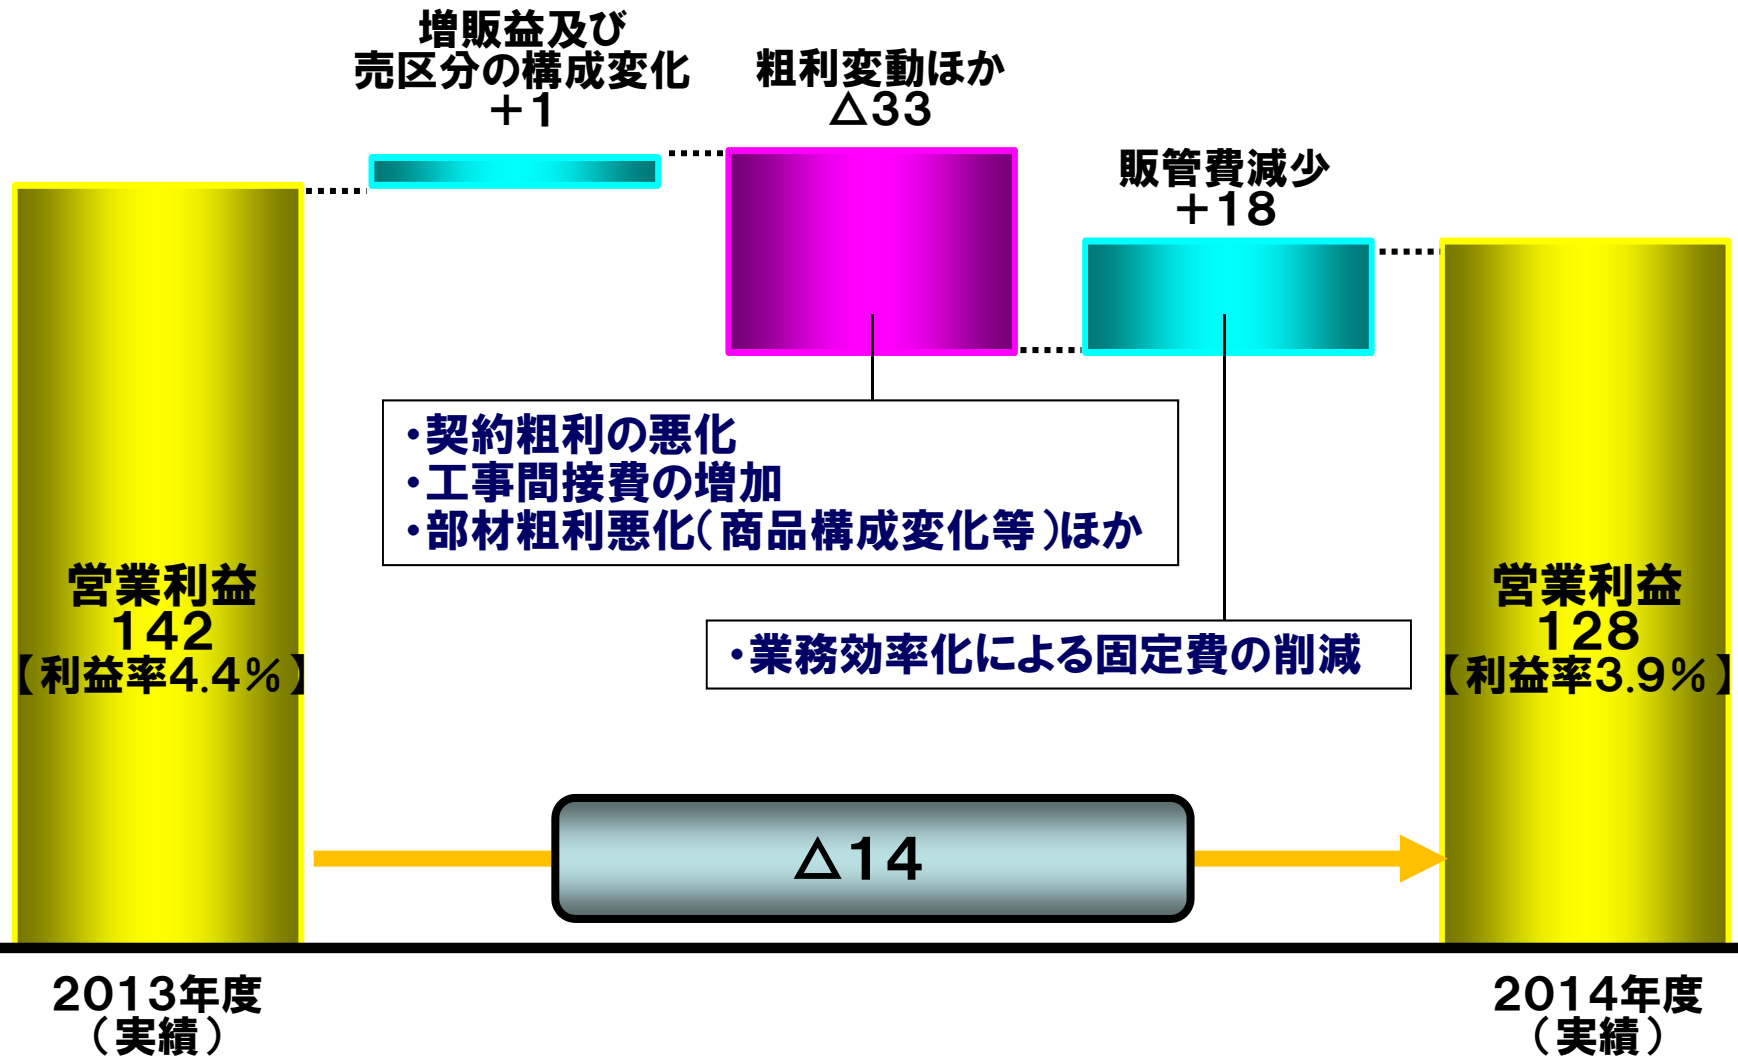 増販益及び
売区分の構成変化
＋1
粗利変動ほか
△33
販管費減少
＋18
・契約粗利の悪化
・工事間接費の増加
・部材粗利悪化（商品構成変化等）ほか
営業利益
142
【利益率4.4％】
・業務効率化による固定費の削減
営業利益
128
【利益率3.9％】
△14
2013年度
（実績）
2014年度
（実績）